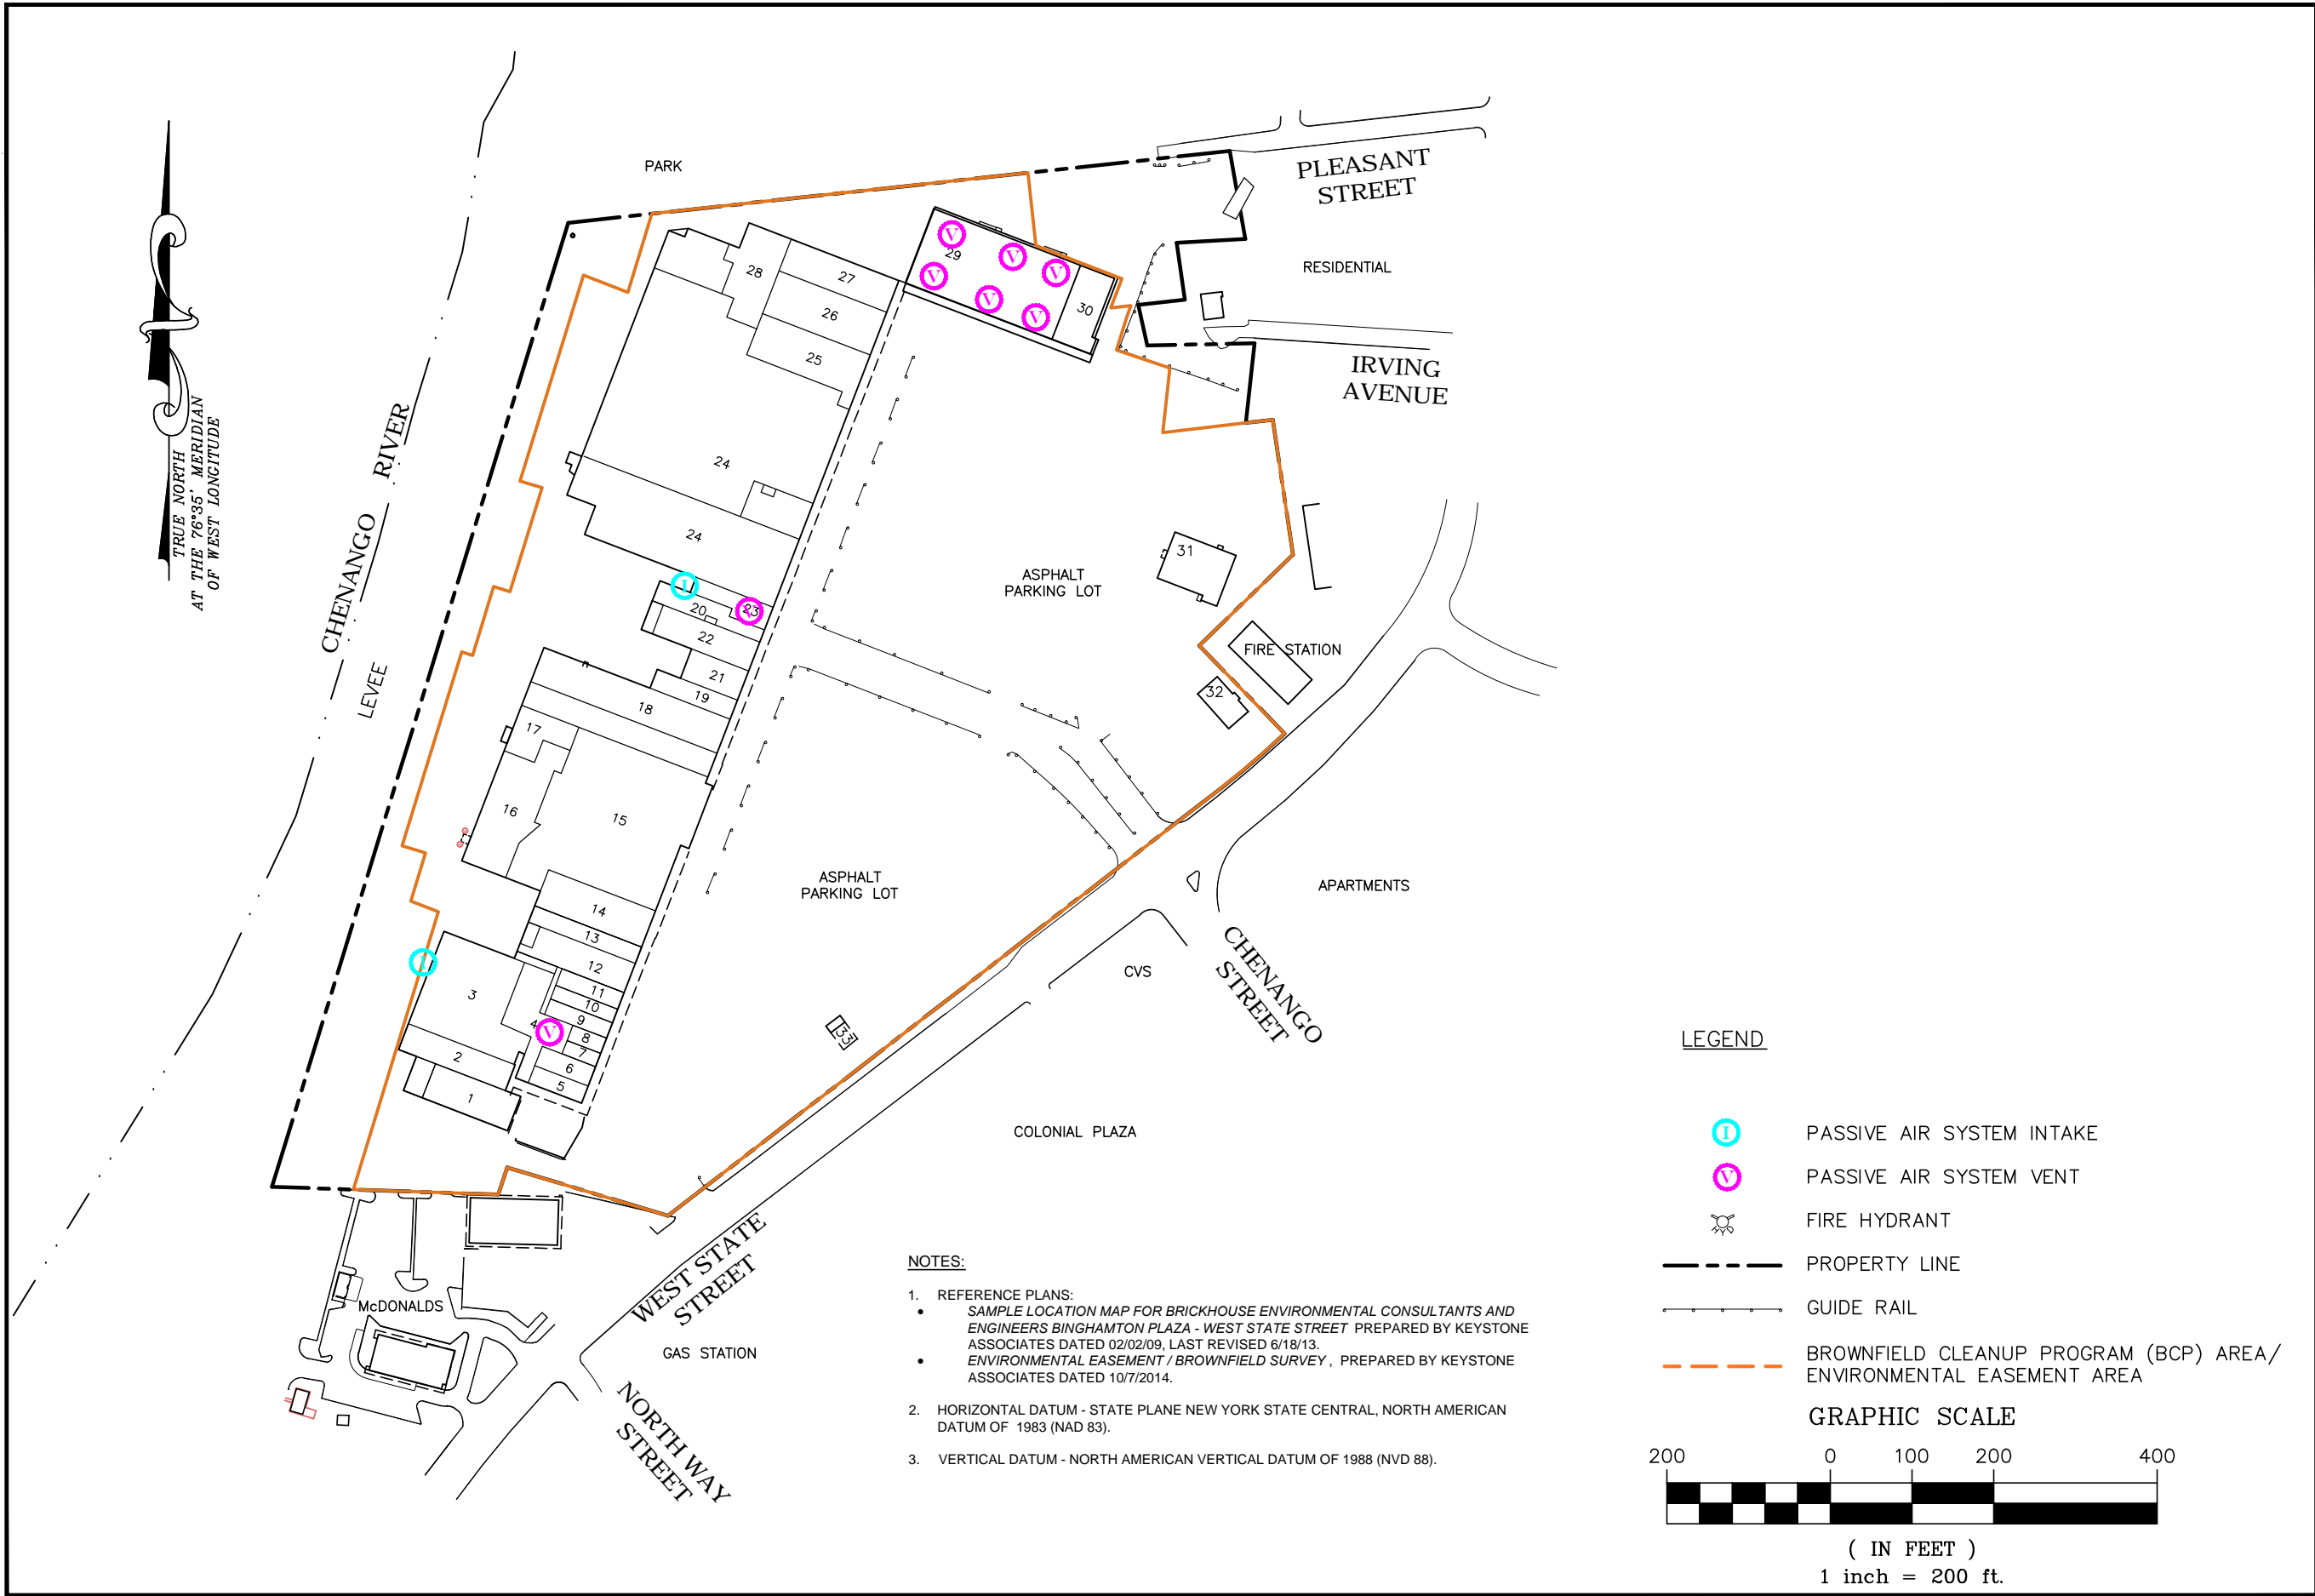 PARK
PLEASANT
STREET
RESIDENTIAL
IRVING
AVENUE
TRUE NORTH
AT THE 76°35' MERIDIAN
OF WEST LONGITUDE
CHENANGO RIVER
LEVEE
V
V
V
V
V
V
29
30
28
27
26
25
24
24
I
20
V
23
22
21
19
18
17
16
15
14
13
12
11
10
9
8
7
6
5
4
V
I
3
2
1
31
ASPHALT
PARKING LOT
FIRE STATION
32
ASPHALT
PARKING LOT
33
APARTMENTS
CVS
CHENANGO
STREET
COLONIAL PLAZA
WEST STATE
STREET
McDONALDS
GAS STATION
NORTH WAY
STREET
NOTES:
1. REFERENCE PLANS:
• SAMPLE LOCATION MAP FOR BRICKHOUSE ENVIRONMENTAL CONSULTANTS AND
ENGINEERS BINGHAMTON PLAZA - WEST STATE STREET PREPARED BY KEYSTONE
ASSOCIATES DATED 02/02/09, LAST REVISED 6/18/13.
• ENVIRONMENTAL EASEMENT / BROWNFIELD SURVEY , PREPARED BY KEYSTONE
ASSOCIATES DATED 10/7/2014.
2. HORIZONTAL DATUM - STATE PLANE NEW YORK STATE CENTRAL, NORTH AMERICAN
DATUM OF 1983 (NAD 83).
3. VERTICAL DATUM - NORTH AMERICAN VERTICAL DATUM OF 1988 (NVD 88).
LEGEND
I PASSIVE AIR SYSTEM INTAKE
V PASSIVE AIR SYSTEM VENT
FIRE HYDRANT
PROPERTY LINE
GUIDE RAIL
BROWNFIELD CLEANUP PROGRAM (BCP) AREA/
ENVIRONMENTAL EASEMENT AREA
GRAPHIC SCALE
200 0 100 200 400
( IN FEET )
1 inch = 200 ft.